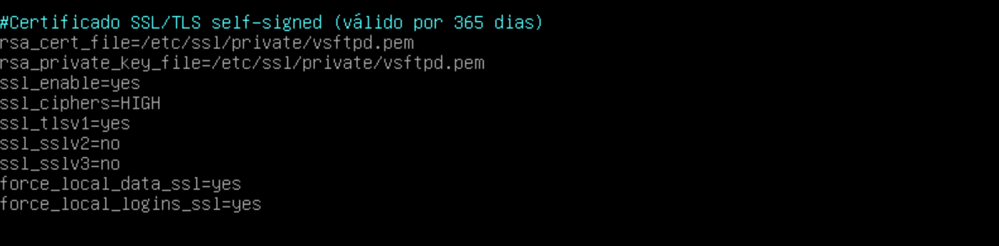 #Certificado SSL/TLS self-signed (válido por 365 dias)
rsa_cert_file=/etc/ssl/private/vsftpd.pem
rsa_private_key_file=/etc/ssl/private/vsftpd.pem
ssl_enable=yes
ssl_ciphers=HIGH
ssl_tlsv1=yes
ssl_sslv2=no
ssl_sslv3=no
force_local_data_ssl=yes
force_local_logins_ssl=yes